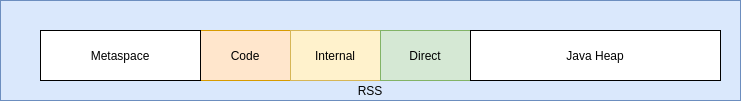 Metaspace
Code
Internal
Direct
Java Heap
RSS